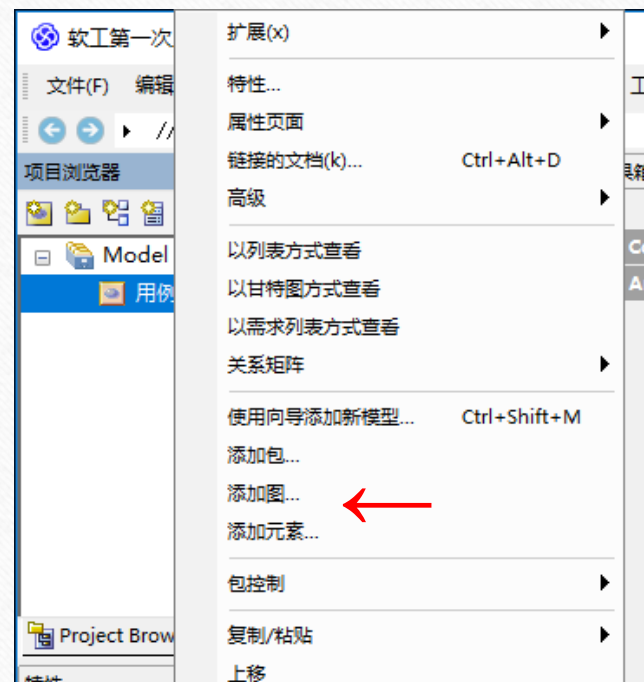 软工第一次
文件(F) 编辑
//
项目浏览器
Model
用例
Project Brow
特性
扩展(x)
特性...
属性页面
链接的文档(k)... Ctrl+Alt+D
高级
以列表方式查看
以甘特图方式查看
以需求列表方式查看
关系矩阵
使用向导添加新模型... Ctrl+Shift+M
添加包...
添加图...
添加元素...
包控制
复制/粘贴
上移